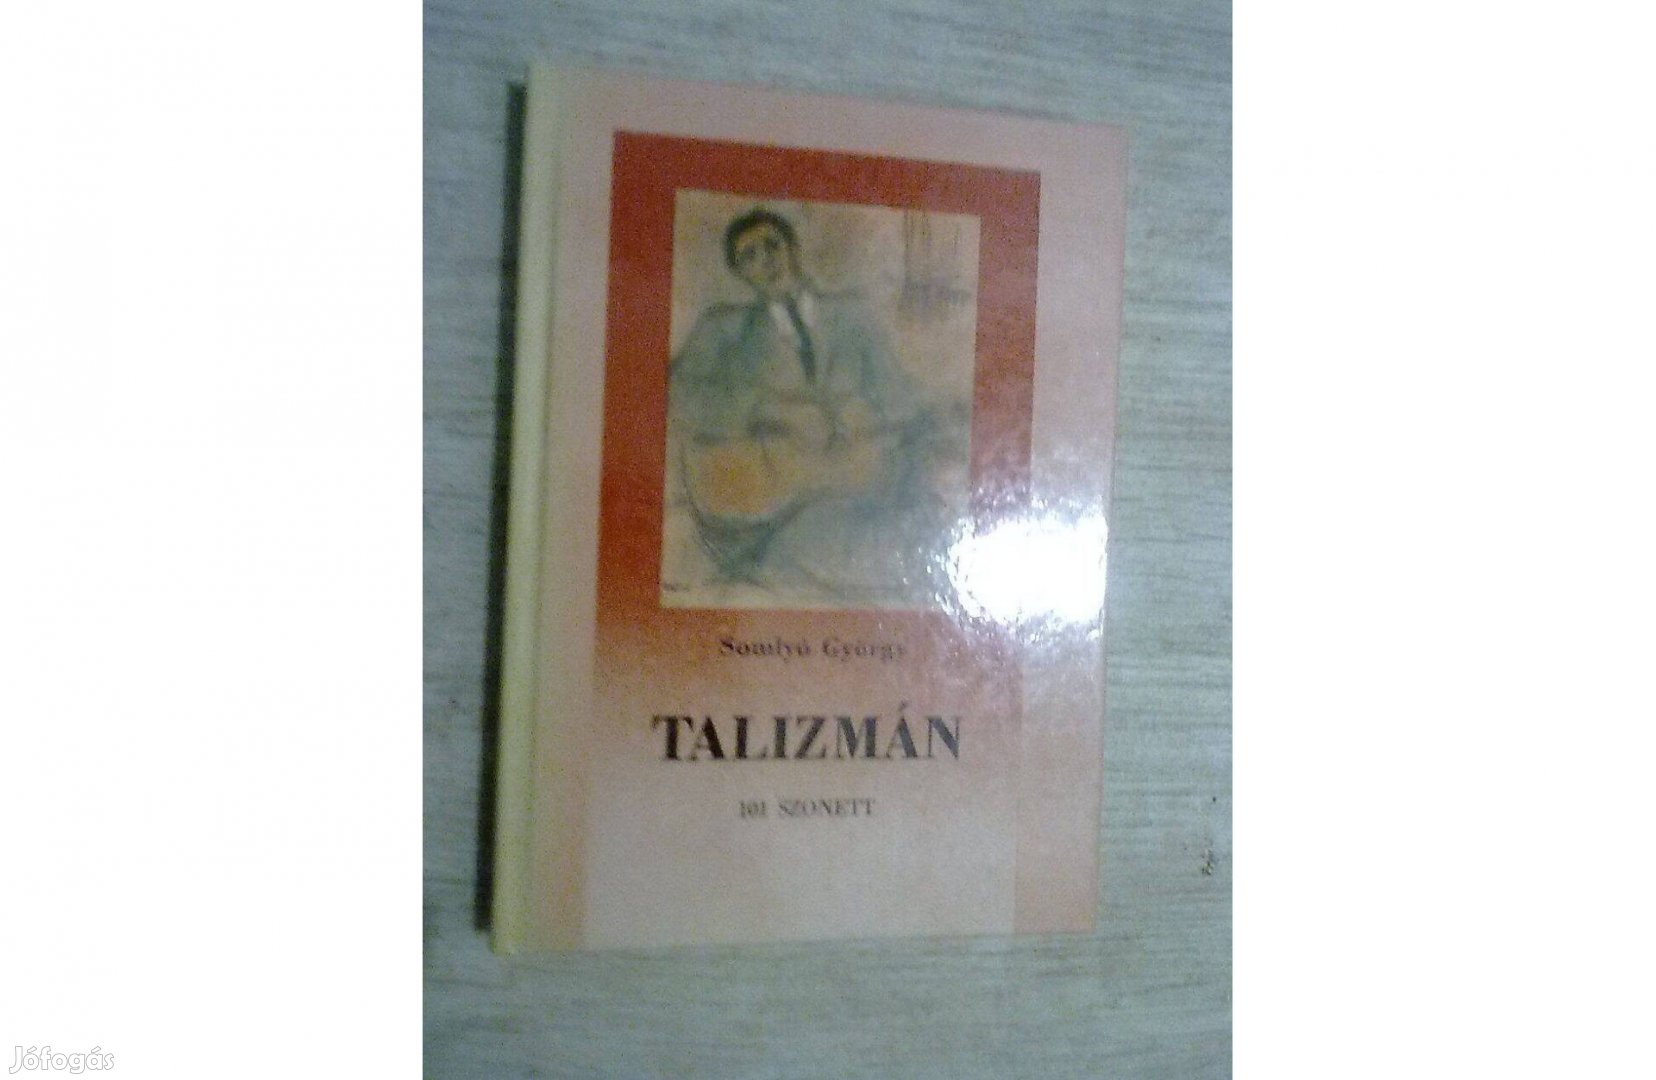 Somlyó György
TALIZMÁN
101 SZONETT
Jófogás